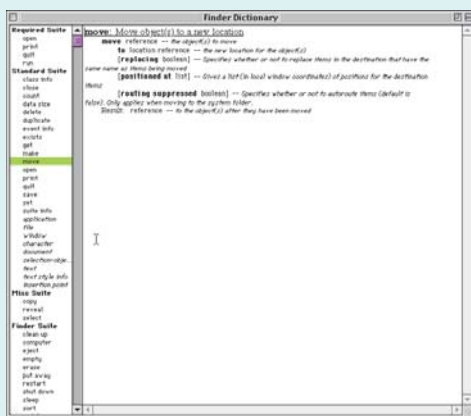 Finder Dictionary
Required Suite
open
print
quit
run
Standard Suite
class info
close
count
data size
delete
duplicate
event info
exists
get
make
move
open
print
quit
save
set
suite info
application
file
window
character
document
selection-obje...
text
text style info
insertion point
Misc Suite
copy
reveal
select
Finder Suite
clean up
computer
eject
empty
erase
put away
restart
shut down
sleep
sort
move: Move object(s) to a new location
move reference -- the object(s) to move
to location reference -- the new location for the object(s)
[replacing boolean] -- Specifies whether or not to replace items in the destination that have the
same name as items being moved
[positioned at list] -- Gives a list (in local window coordinates) of positions for the destination
items
[routing suppressed boolean] -- Specifies whether or not to autoroute items (default is
false). Only applies when moving to the system folder.
Result: reference -- to the object(s) after they have been moved